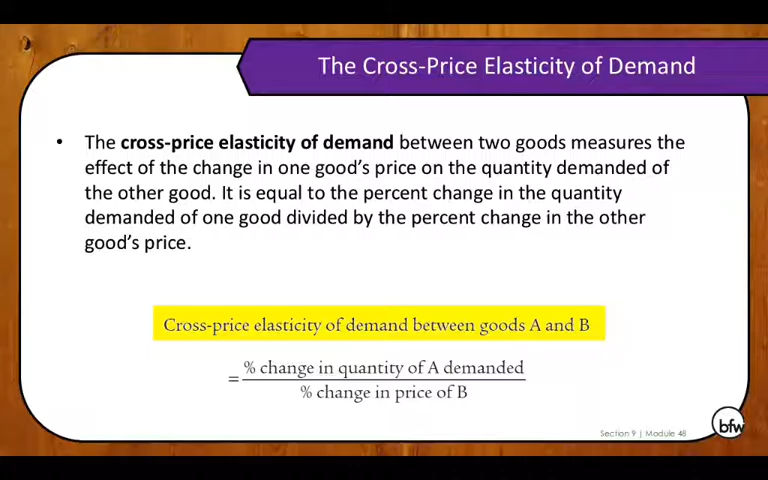 The Cross-Price Elasticity of Demand
• The cross-price elasticity of demand between two goods measures the
effect of the change in one good's price on the quantity demanded of
the other good. It is equal to the percent change in the quantity
demanded of one good divided by the percent change in the other
good's price.
Cross-price elasticity of demand between goods A and B
= % change in quantity of A demanded
% change in price of B
Section 9 | Module 48
bfw